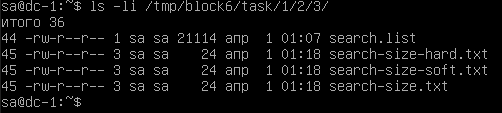 sa@dc-1:~$ ls -li /tmp/block6/task/1/2/3/
итого 36
44 -rw-r--r-- 1 sa sa 21114 апр  1 01:07 search.list
45 -rw-r--r-- 3 sa sa    24 апр  1 01:18 search-size-hard.txt
45 -rw-r--r-- 3 sa sa    24 апр  1 01:18 search-size-soft.txt
45 -rw-r--r-- 3 sa sa    24 апр  1 01:18 search-size.txt
sa@dc-1:~$